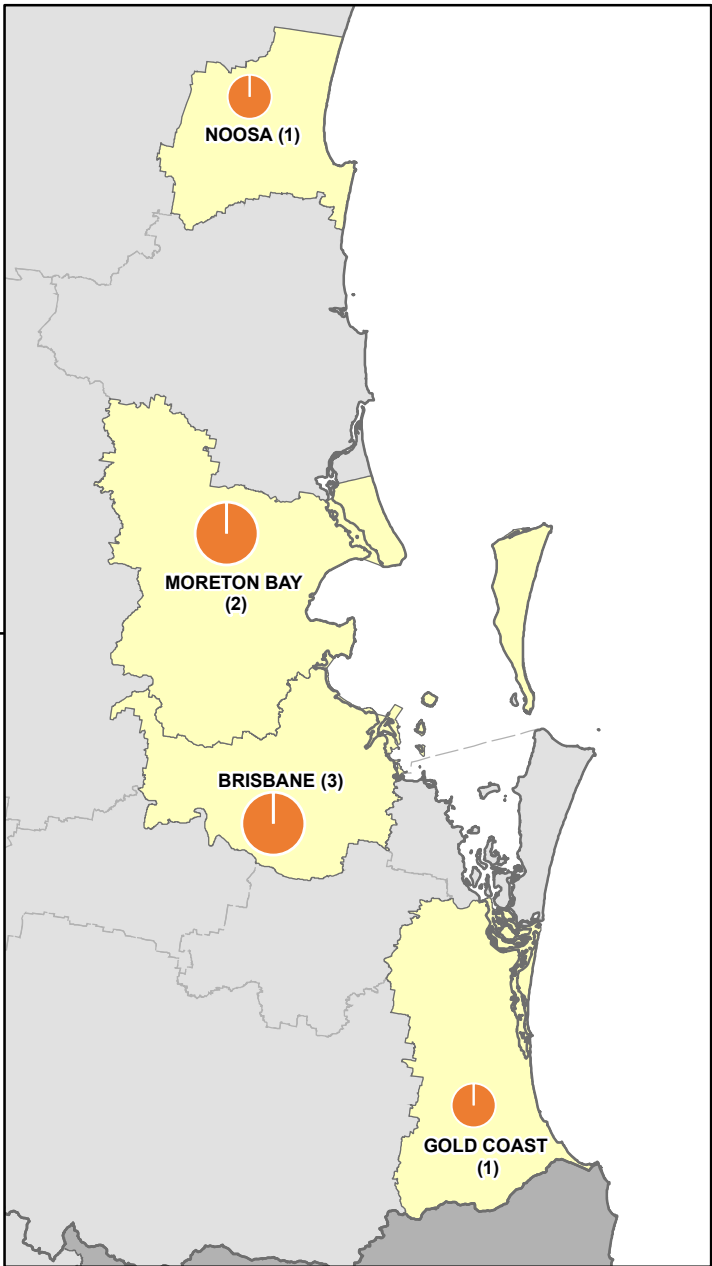 NOOSA (1)
MORETON BAY
(2)
BRISBANE (3)
GOLD COAST
(1)